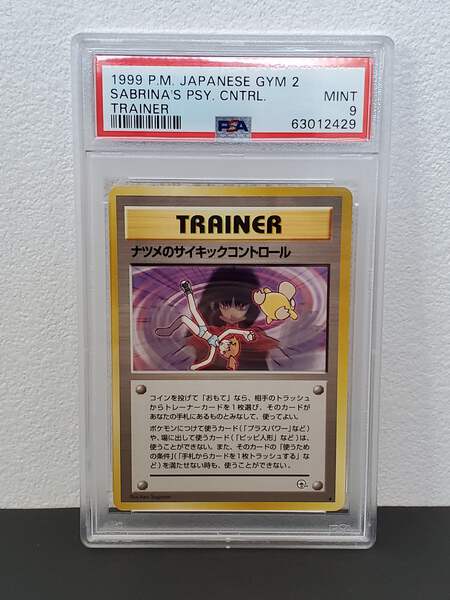 1999 P.M. JAPANESE GYM 2
SABRINA'S PSY. CNTRL. MINT
TRAINER 9
63012429
PSA
TRAINER
ナツメのサイキックコントロール
コインを投げて「おもて」なら、相手のトラッシュ
からトレーナーカードを1枚選び、そのカードが
あなたの手札にあるものとみなして、使ってよい。
ポケモンにつけて使うカード(「プラスパワー」など)
や、場に出して使うカード(「ピッピ人形」など)は、
使うことができない。また、そのカードの「使うため
の条件」(「手札からカードを1枚トラッシュする」など)
を満たせない時も、使うことができない。